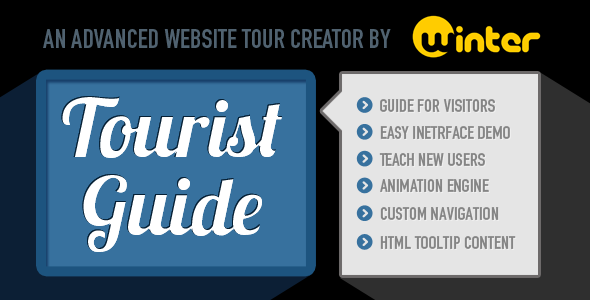 AN ADVANCED WEBSITE TOUR CREATOR BY winter
Tourist
Guide
GUIDE FOR VISITORS
EASY INETRFACE DEMO
TEACH NEW USERS
ANIMATION ENGINE
CUSTOM NAVIGATION
HTML TOOLTIP CONTENT